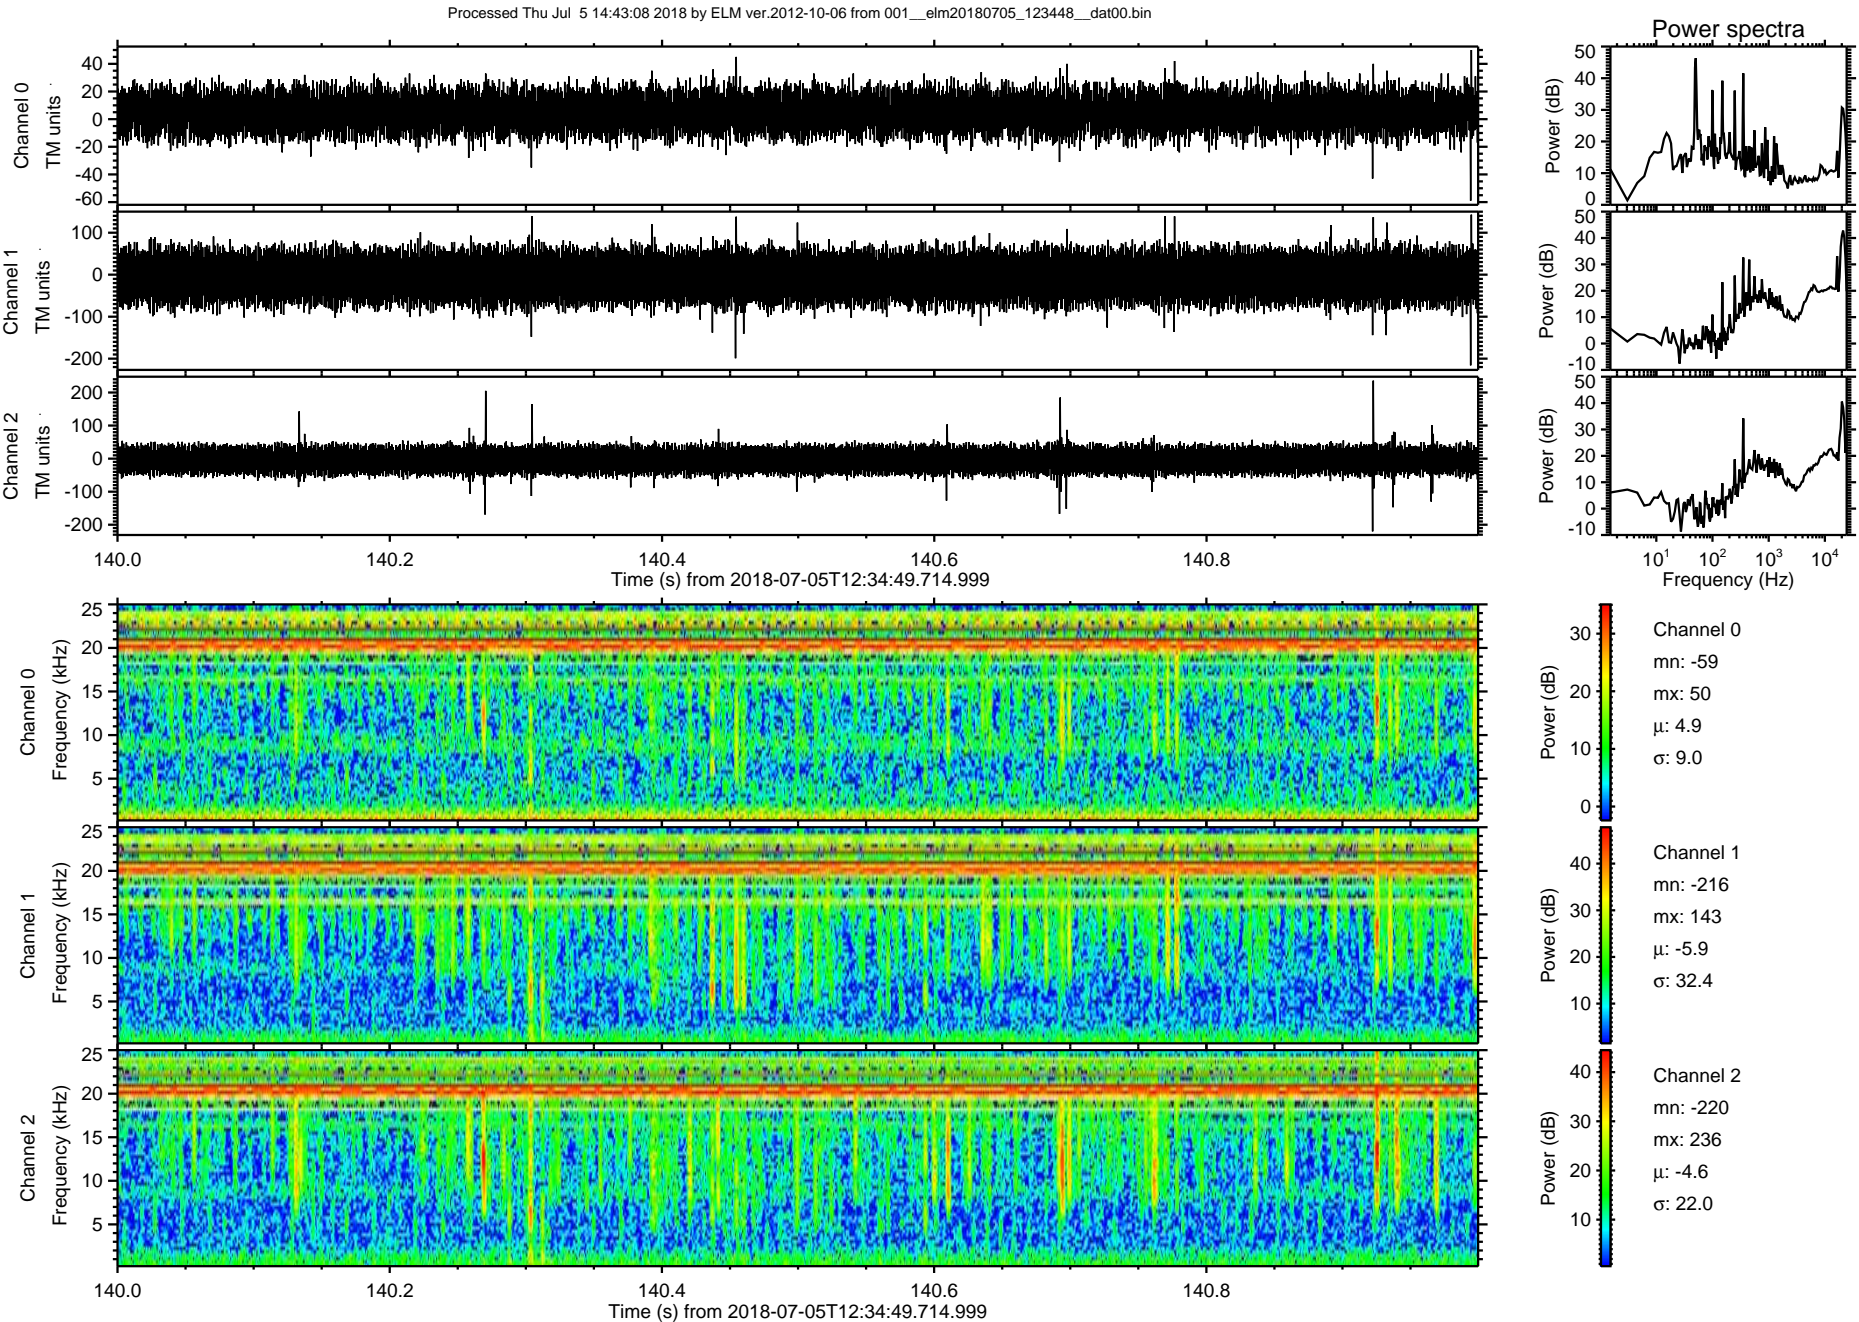 Processed Thu Jul 5 14:43:08 2018 by ELM ver.2012-10-06 from 001__elm20180705_123448__dat00.bin
Power spectra
Channel 0
TM units
40
20
0
-20
-40
-60
Power (dB)
50
40
30
20
10
0
Channel 1
TM units
100
0
-100
-200
Power (dB)
50
40
30
20
10
0
-10
Channel 2
TM units
200
100
0
-100
-200
Power (dB)
50
40
30
20
10
0
-10
140.0 140.2 140.4 140.6 140.8
Time (s) from 2018-07-05T12:34:49.714.999
10^1 10^2 10^3 10^4
Frequency (Hz)
Channel 0
Frequency (kHz)
25
20
15
10
5
Power (dB)
30
20
10
0
Channel 0
mn: -59
mx: 50
μ: 4.9
σ: 9.0
Channel 1
Frequency (kHz)
25
20
15
10
5
Power (dB)
40
30
20
10
Channel 1
mn: -216
mx: 143
μ: -5.9
σ: 32.4
Channel 2
Frequency (kHz)
25
20
15
10
5
Power (dB)
40
30
20
10
Channel 2
mn: -220
mx: 236
μ: -4.6
σ: 22.0
140.0 140.2 140.4 140.6 140.8
Time (s) from 2018-07-05T12:34:49.714.999